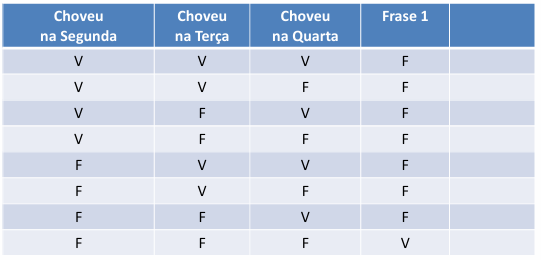 Choveu na Segunda Choveu na Terça Choveu na Quarta Frase 1
V V V F
V V F F
V F V F
V F F F
F V V F
F V F F
F F V F
F F F V